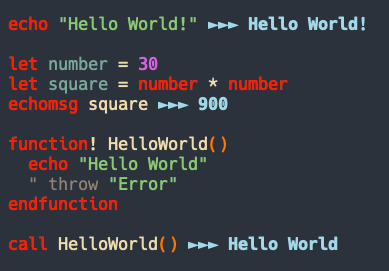 echo "Hello World!" ►►► Hello World!
let number = 30
let square = number * number
echomsg square ►►► 900
function! HelloWorld()
  echo "Hello World"
  " throw "Error"
endfunction
call HelloWorld() ►►► Hello World